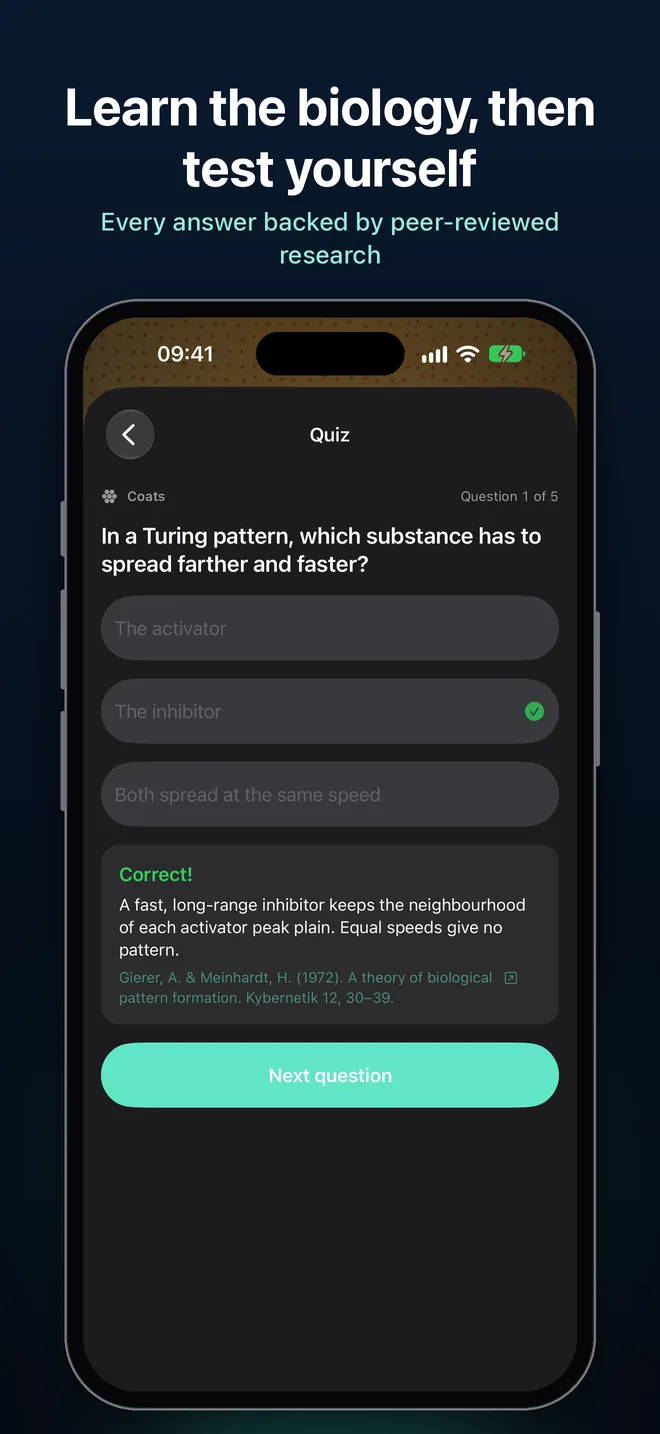 Learn the biology, then
test yourself
Every answer backed by peer-reviewed
research
09:41
Quiz
Coats
Question 1 of 5
In a Turing pattern, which substance has to
spread farther and faster?
The activator
The inhibitor
Both spread at the same speed
Correct!
A fast, long-range inhibitor keeps the neighbourhood
of each activator peak plain. Equal speeds give no
pattern.
Gierer, A. & Meinhardt, H. (1972). A theory of biological
pattern formation. Kybernetik 12, 30–39.
Next question